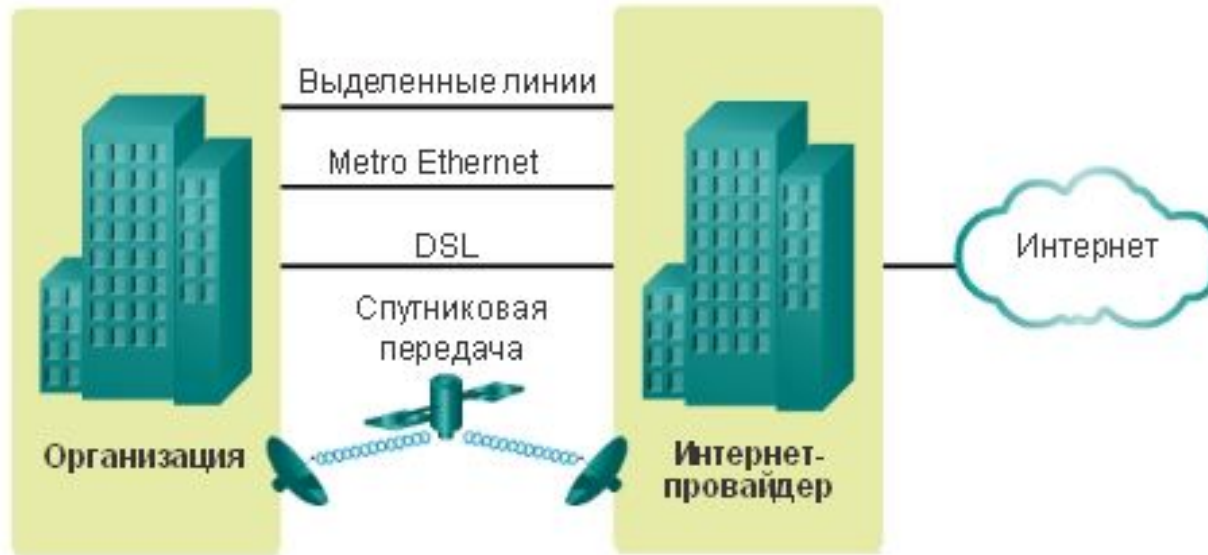 Выделенные линии
Metro Ethernet
DSL
Спутниковая
передача
Организация
Интернет-
провайдер
Интернет